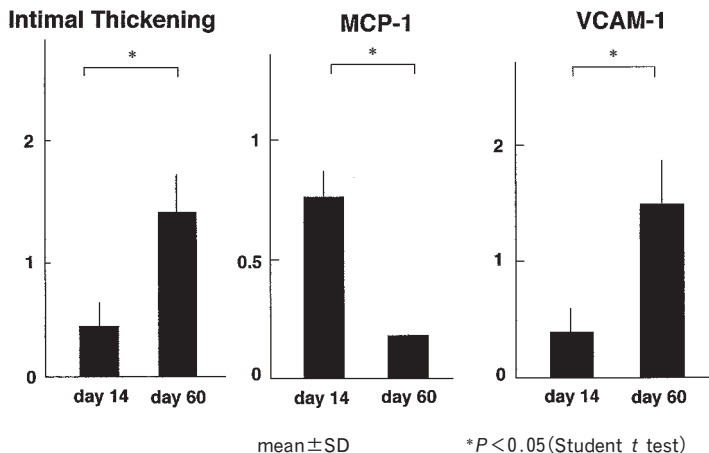 Intimal Thickening
*
2
1
0
day 14 day 60
MCP-1
*
1
0.5
0
day 14 day 60
VCAM-1
*
2
1
0
day 14 day 60
mean±SD
*P<0.05(Student t test)